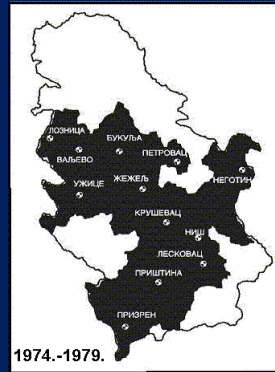 ЛОЗНИЦА
БУКУЉА
ВАЉЕВО
ПЕТРОВАЦ
НЕГОТИН
УЖИЦЕ
ЖЕЖЕЉ
КРУШЕВАЦ
НИШ
ЛЕСКОВАЦ
ПРИШТИНА
ПРИЗРЕН
1974.-1979.